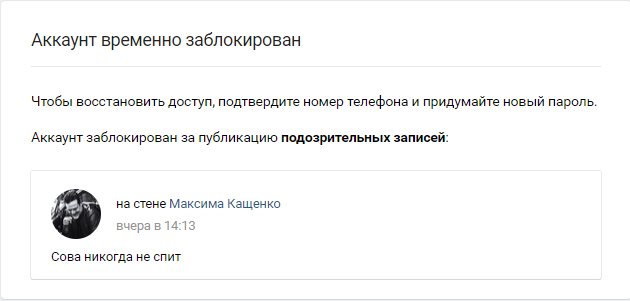 Аккаунт временно заблокирован
Чтобы восстановить доступ, подтвердите номер телефона и придумайте новый пароль.
Аккаунт заблокирован за публикацию подозрительных записей:
на стене Максима Кащенко
вчера в 14:13
Сова никогда не спит